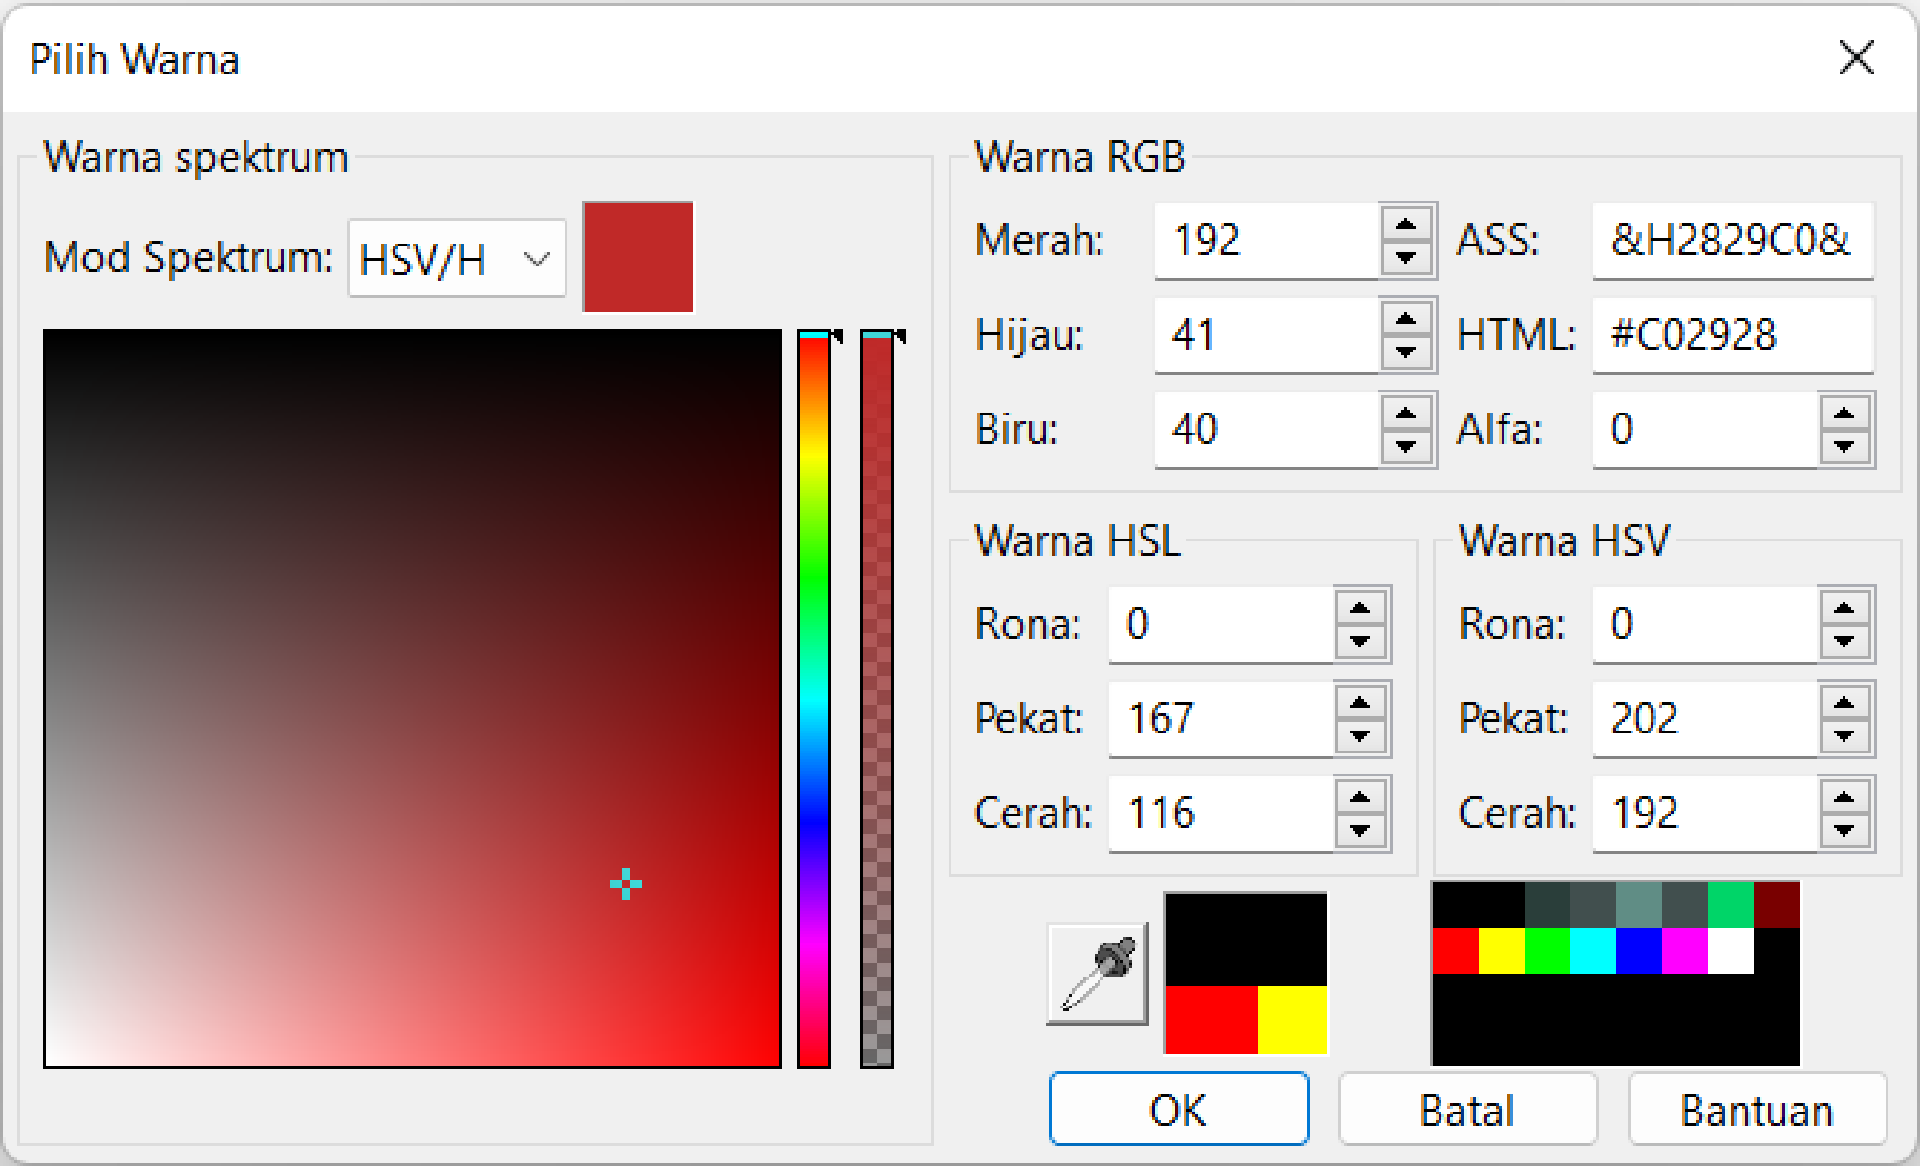 Pilih Warna
Warna spektrum
Mod Spektrum: HSV/H
Warna RGB
Merah: 192 ASS: &H2829C0&
Hijau: 41 HTML: #C02928
Biru: 40 Alfa: 0
Warna HSL
Rona: 0
Pekat: 167
Cerah: 116
Warna HSV
Rona: 0
Pekat: 202
Cerah: 192
OK Batal Bantuan